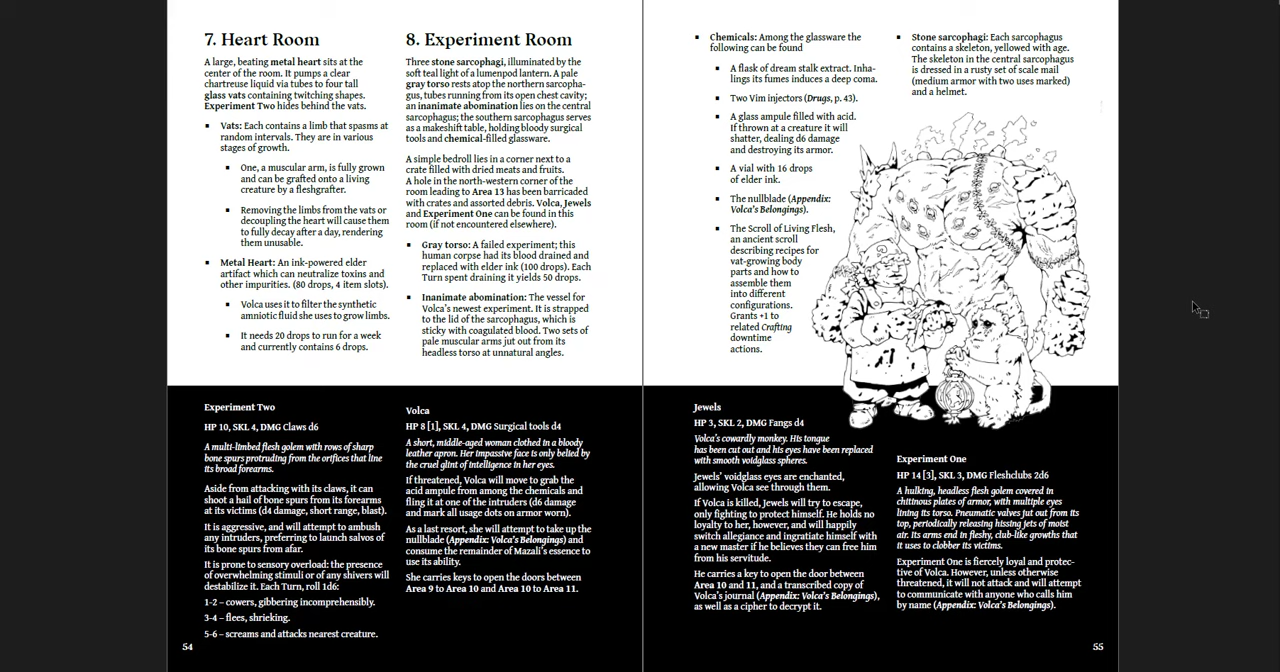 7. Heart Room
A large, beating metal heart sits at the
center of the room. It pumps a clear
chartreuse liquid via tubes to four tall
glass vats containing twitching shapes.
Experiment Two hides behind the vats.
▪ Vats: Each contains a limb that spasms at
random intervals. They are in various
stages of growth.
▪ One, a muscular arm, is fully grown
and can be grafted onto a living
creature by a fleshgrafter.
▪ Removing the limbs from the vats or
decoupling the heart will cause them
to fully decay after a day, rendering
them unusable.
▪ Metal Heart: An ink-powered elder
artifact which can neutralize toxins and
other impurities. (80 drops, 4 item slots).
▪ Volca uses it to filter the synthetic
amniotic fluid she uses to grow limbs.
▪ It needs 20 drops to run for a week
and currently contains 6 drops.
8. Experiment Room
Three stone sarcophagi, illuminated by the
soft teal light of a lumenpod lantern. A pale
gray torso rests atop the northern sarcopha-
gus, tubes running from its open chest cavity;
an inanimate abomination lies on the central
sarcophagus; the southern sarcophagus serves
as a makeshift table, holding bloody surgical
tools and chemical-filled glassware.
A simple bedroll lies in a corner next to a
crate filled with dried meats and fruits.
A hole in the north-western corner of the
room leading to Area 13 has been barricaded
with crates and assorted debris. Volca, Jewels
and Experiment One can be found in this
room (if not encountered elsewhere).
▪ Gray torso: A failed experiment; this
human corpse had its blood drained and
replaced with elder ink (100 drops). Each
Turn spent draining it yields 50 drops.
▪ Inanimate abomination: The vessel for
Volca's newest experiment. It is strapped
to the lid of the sarcophagus, which is
sticky with coagulated blood. Two sets of
pale muscular arms jut out from its
headless torso at unnatural angles.
Experiment Two
HP 10, SKL 4, DMG Claws d6
A multi-limbed flesh golem with rows of sharp
bone spurs protruding from the orifices that line
its broad forearms.
Aside from attacking with its claws, it can
shoot a hail of bone spurs from its forearms
at its victims (d4 damage, short range, blast).
It is aggressive, and will attempt to ambush
any intruders, preferring to launch salvos of
its bone spurs from afar.
It is prone to sensory overload: the presence
of overwhelming stimuli or of any shivers will
destabilize it. Each Turn, roll 1d6:
1-2 – cowers, gibbering incomprehensibly.
3-4 – flees, shrieking.
5-6 – screams and attacks nearest creature.
54
Volca
HP 8 [1], SKL 4, DMG Surgical tools d4
A short, middle-aged woman clothed in a bloody
leather apron. Her impassive face is only belied by
the cruel glint of intelligence in her eyes.
If threatened, Volca will move to grab the
acid ampule from among the chemicals and
fling it at one of the intruders (d6 damage
and mark all usage dots on armor worn).
As a last resort, she will attempt to take up the
nullblade (Appendix: Volca's Belongings) and
consume the remainder of Mazali's essence to
use its ability.
She carries keys to open the doors between
Area 9 to Area 10 and Area 10 to Area 11.
▪ Chemicals: Among the glassware the
following can be found
▪ A flask of dream stalk extract. Inha-
lings its fumes induces a deep coma.
▪ Two Vim injectors (Drugs, p. 43).
▪ A glass ampule filled with acid.
If thrown at a creature it will
shatter, dealing d6 damage
and destroying its armor.
▪ A vial with 16 drops
of elder ink.
▪ The nullblade (Appendix:
Volca's Belongings).
▪ The Scroll of Living Flesh,
an ancient scroll
describing recipes for
vat-growing body
parts and how to
assemble them
into different
configurations.
Grants +1 to
related Crafting
downtime
actions.
▪ Stone sarcophagi: Each sarcophagus
contains a skeleton, yellowed with age.
The skeleton in the central sarcophagus
is dressed in a rusty set of scale mail
(medium armor with two uses marked)
and a helmet.
Jewels
HP 3, SKL 2, DMG Fangs d4
Volca's cowardly monkey. His tongue
has been cut out and his eyes have been replaced
with smooth voidglass spheres.
Jewels' voidglass eyes are enchanted,
allowing Volca see through them.
If Volca is killed, Jewels will try to escape,
only fighting to protect himself. He holds no
loyalty to her, however, and will happily
switch allegiance and ingratiate himself with
a new master if he believes they can free him
from his servitude.
He carries a key to open the door between
Area 10 and 11, and a transcribed copy of
Volca's journal (Appendix: Volca's Belongings),
as well as a cipher to decrypt it.
Experiment One
HP 14 [3], SKL 3, DMG Fleshclubs 2d6
A hulking, headless flesh golem covered in
chitinous plates of armor, with multiple eyes
lining its torso. Pneumatic valves jut out from its
top, periodically releasing hissing jets of moist
air. Its arms end in fleshy, club-like growths that
it uses to clobber its victims.
Experiment One is fiercely loyal and protec-
tive of Volca. However, unless otherwise
threatened, it will not attack and will attempt
to communicate with anyone who calls him
by name (Appendix: Volca's Belongings).
55